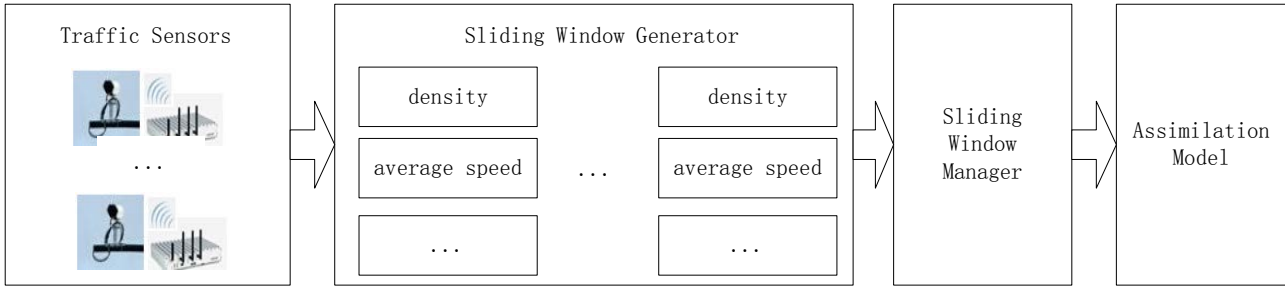 Traffic Sensors
...
Sliding Window Generator
density
average speed
...
...
density
average speed
...
Sliding
Window
Manager
Assimilation
Model